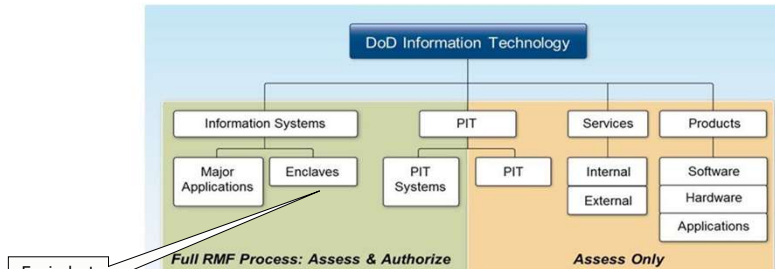 DoD Information Technology
Information Systems
PIT
Services
Products
Major
Applications
Enclaves
PIT
Systems
PIT
Internal
External
Software
Hardware
Applications
Full RMF Process: Assess & Authorize
Assess Only